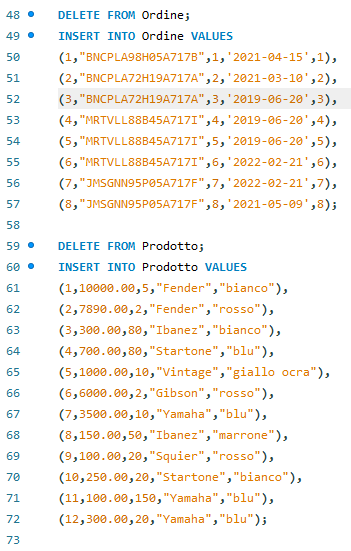 48 DELETE FROM Ordine;
49 INSERT INTO Ordine VALUES
50 (1,"BNCPLA98H05A717B",1,'2021-04-15',1),
51 (2,"BNCPLA72H19A717A",2,'2021-03-10',2),
52 (3,"BNCPLA72H19A717A",3,'2019-06-20',3),
53 (4,"MRTVLL88B45A717I",4,'2019-06-20',4),
54 (5,"MRTVLL88B45A717I",5,'2019-06-20',5),
55 (6,"MRTVLL88B45A717I",6,'2022-02-21',6),
56 (7,"JMSGNN95P05A717F",7,'2022-02-21',7),
57 (8,"JMSGNN95P05A717F",8,'2021-05-09',8);
58
59 DELETE FROM Prodotto;
60 INSERT INTO Prodotto VALUES
61 (1,10000.00,5,"Fender","bianco"),
62 (2,7890.00,2,"Fender","rosso"),
63 (3,300.00,80,"Ibanez","bianco"),
64 (4,700.00,80,"Startone","blu"),
65 (5,1000.00,10,"Vintage","giallo ocra"),
66 (6,6000.00,2,"Gibson","rosso"),
67 (7,3500.00,10,"Yamaha","blu"),
68 (8,150.00,50,"Ibanez","marrone"),
69 (9,100.00,20,"Squier","rosso"),
70 (10,250.00,20,"Startone","bianco"),
71 (11,100.00,150,"Yamaha","blu"),
72 (12,300.00,20,"Yamaha","blu");
73